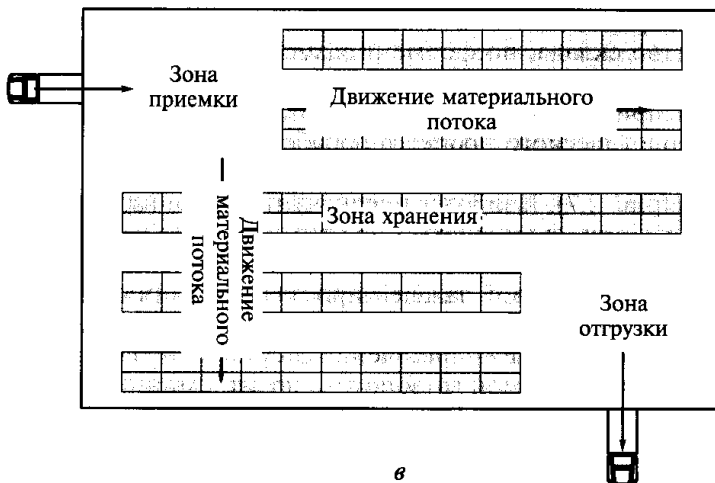 Зона
приемки
Движение материального
потока
Зона хранения
Движение
материального
потока
Зона
отгрузки
в